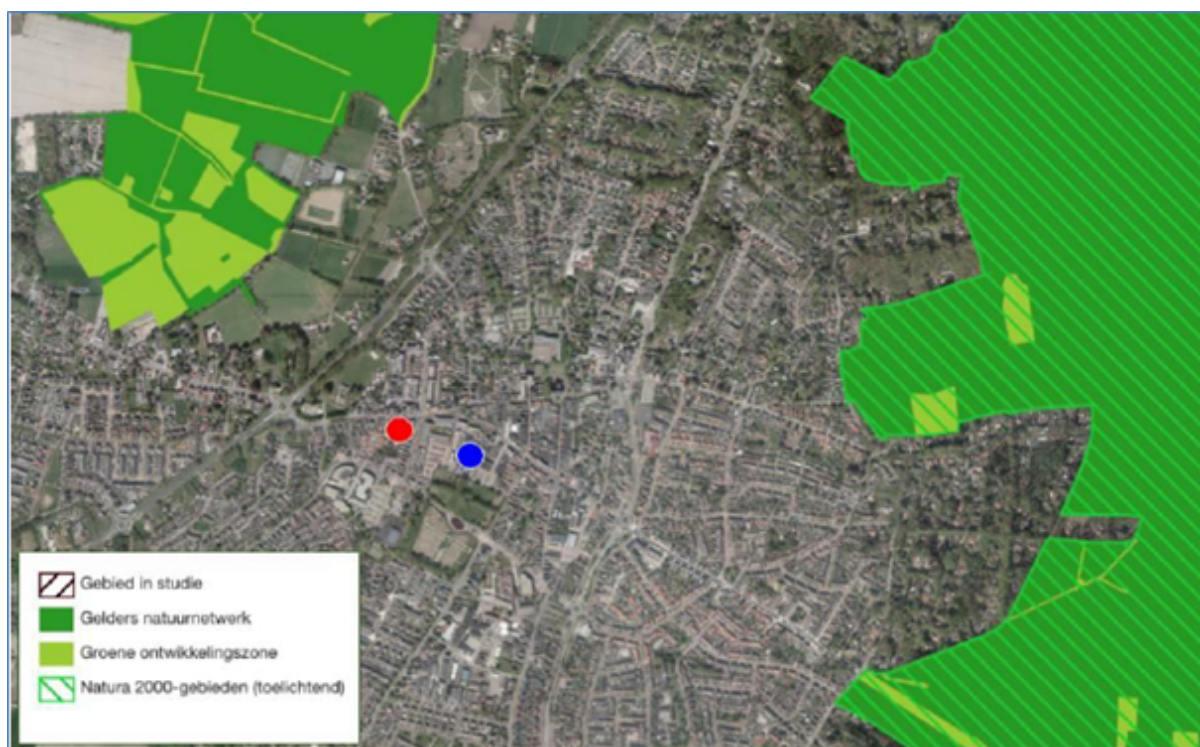 Gebied in studie
Gelders natuurnetwerk
Groene ontwikkelingszone
Natura 2000-gebieden (toelichtend)